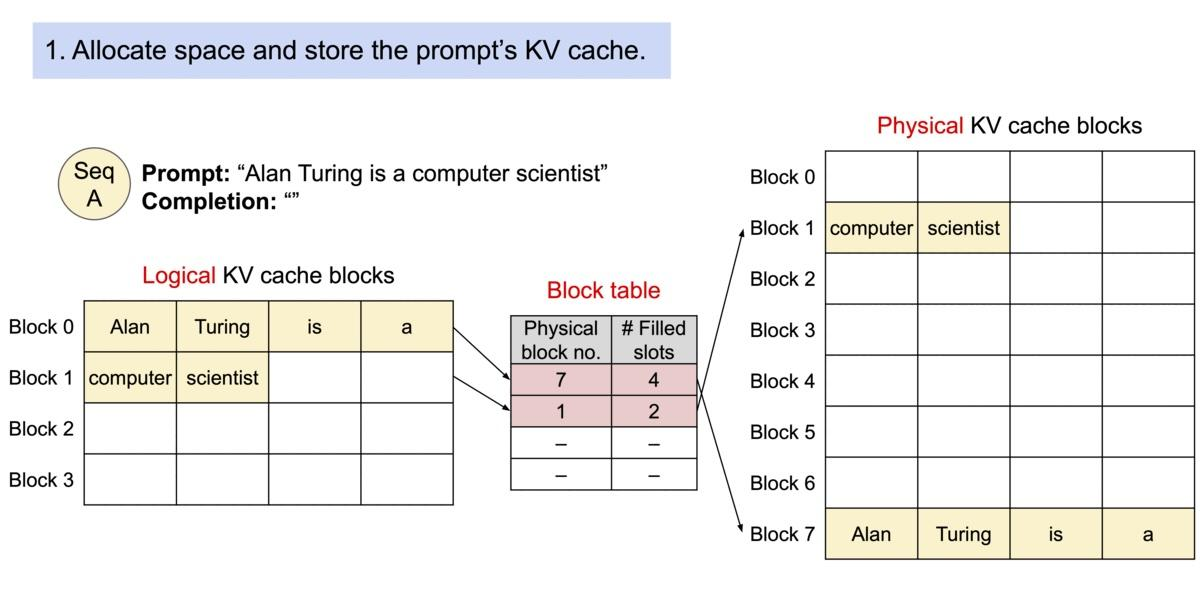 1. Allocate space and store the prompt’s KV cache.
Physical KV cache blocks
Seq
A
Prompt: “Alan Turing is a computer scientist”
Completion: “”
Logical KV cache blocks
Block 0 Alan Turing is a
Block 1 computer scientist
Block 2
Block 3
Block table
Physical block no. # Filled slots
7 4
1 2
– –
– –
Block 0
Block 1 computer scientist
Block 2
Block 3
Block 4
Block 5
Block 6
Block 7 Alan Turing is a